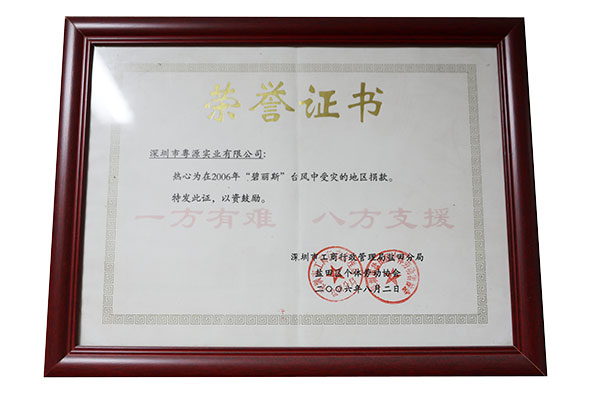 荣誉证书
深圳市粤源实业有限公司：
热心为在2006年“碧丽斯”台风中受灾的地区捐款。
特发此证，以资鼓励。
一方有难 八方支援
深圳市工商行政管理局盐田分局
盐田区个体劳动协会
二〇〇六年八月二日